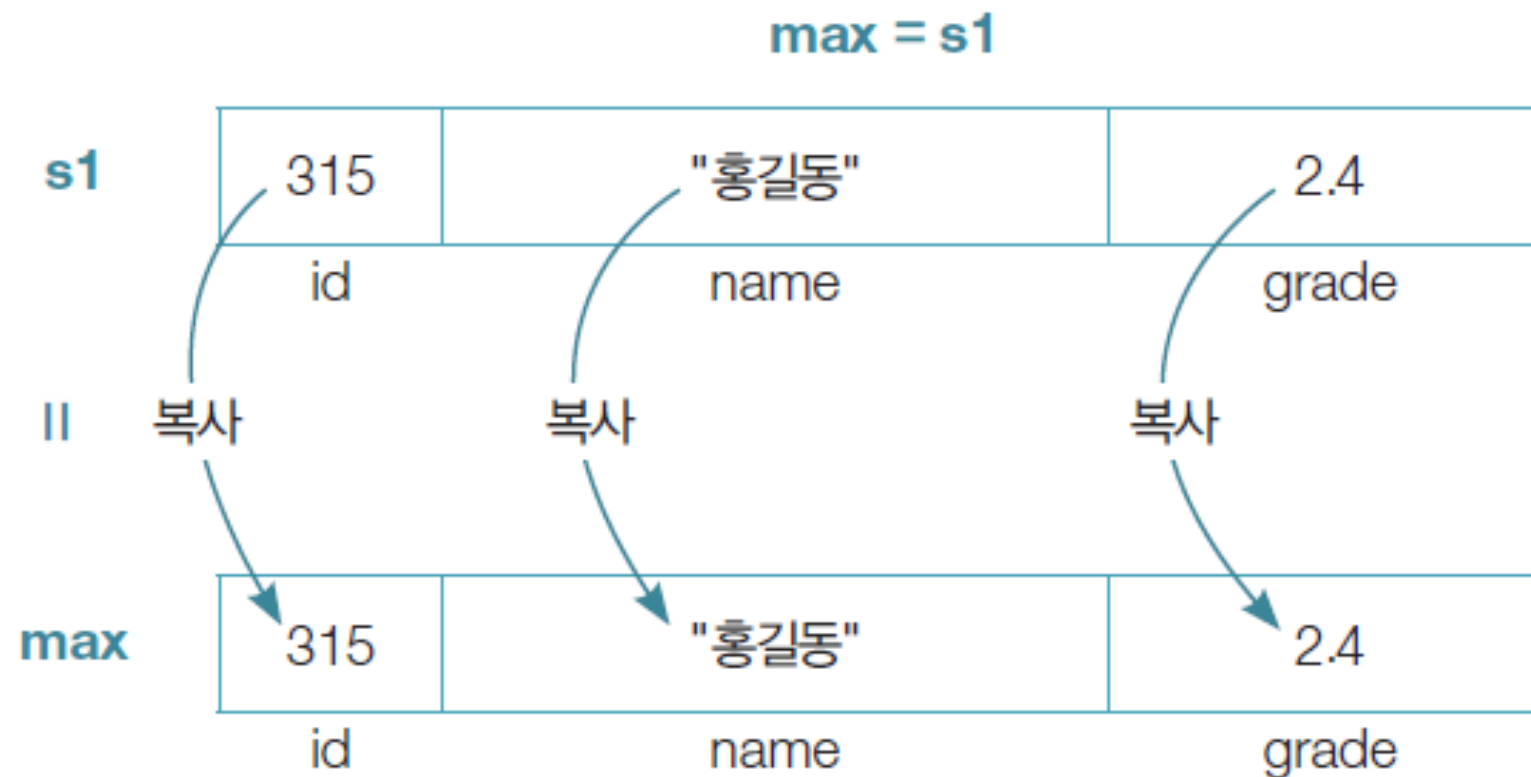 max = s1
s1 315 "홍길동" 2.4
id name grade
= 복사 복사 복사
max 315 "홍길동" 2.4
id name grade